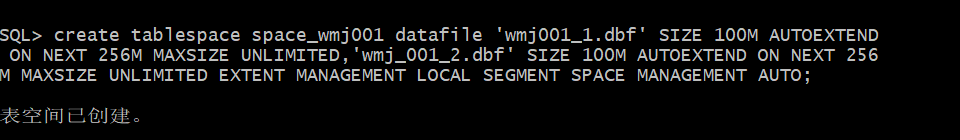 SQL> create tablespace space_wmj001 datafile 'wmj001_1.dbf' SIZE 100M AUTOEXTEND
ON NEXT 256M MAXSIZE UNLIMITED,'wmj_001_2.dbf' SIZE 100M AUTOEXTEND ON NEXT 256
M MAXSIZE UNLIMITED EXTENT MANAGEMENT LOCAL SEGMENT SPACE MANAGEMENT AUTO;
表空间已创建。